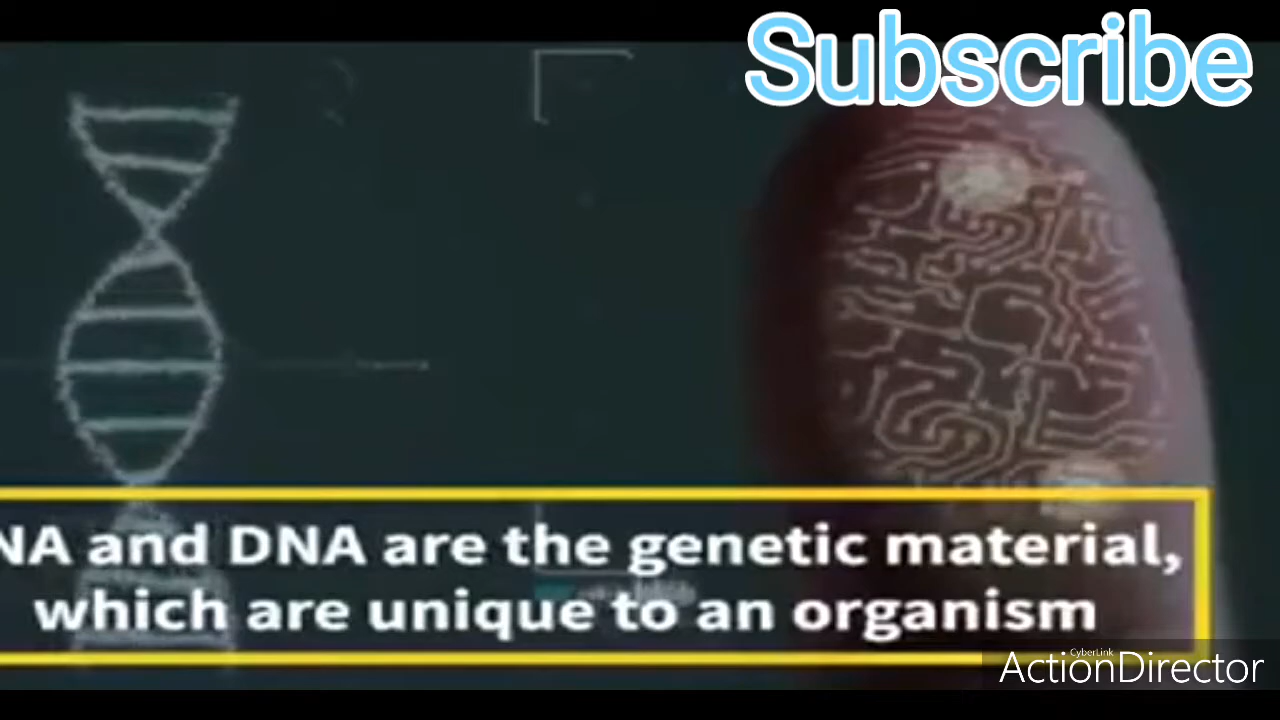 Subscribe
NA and DNA are the genetic material,
which are unique to an organism
CyberLink
ActionDirector